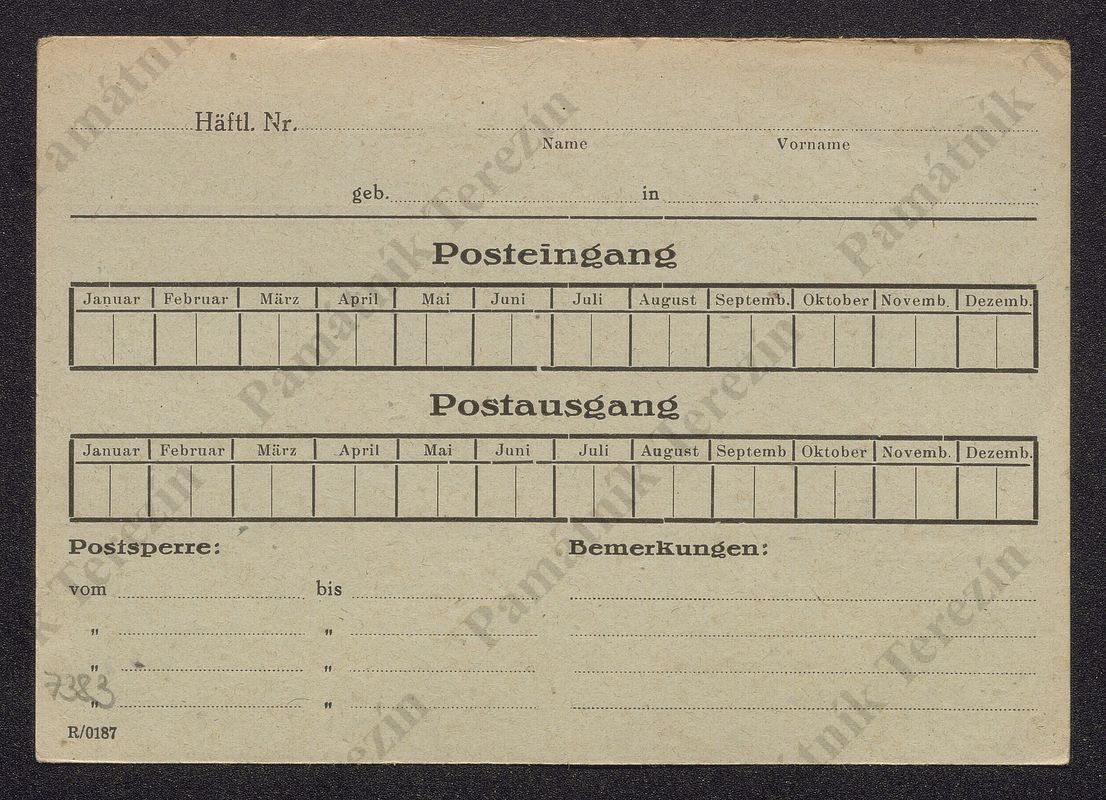 Häftl. Nr.
Name Vorname
geb. in
Posteingang
Januar Februar März April Mai Juni Juli August Septemb. Oktober Novemb. Dezemb.
Postausgang
Januar Februar März April Mai Juni Juli August Septemb Oktober Novemb. Dezemb.
Postsperre: Bemerkungen:
vom bis
" "
" "
" "
7383
R/0187
Památník Terezín